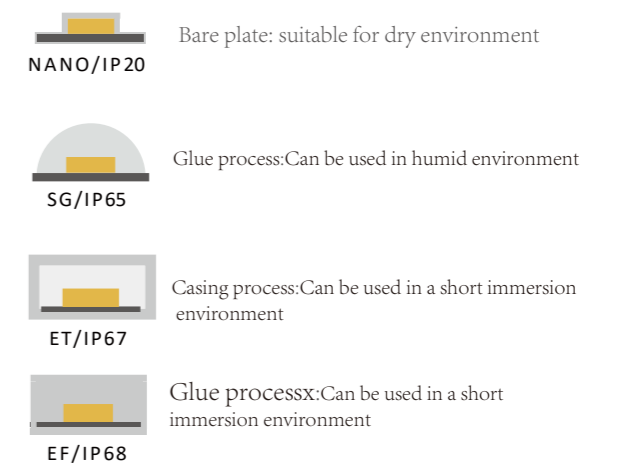 Bare plate: suitable for dry environment
NANO/IP20
Glue process:Can be used in humid environment
SG/IP65
Casing process:Can be used in a short immersion
environment
ET/IP67
Glue processx:Can be used in a short
immersion environment
EF/IP68